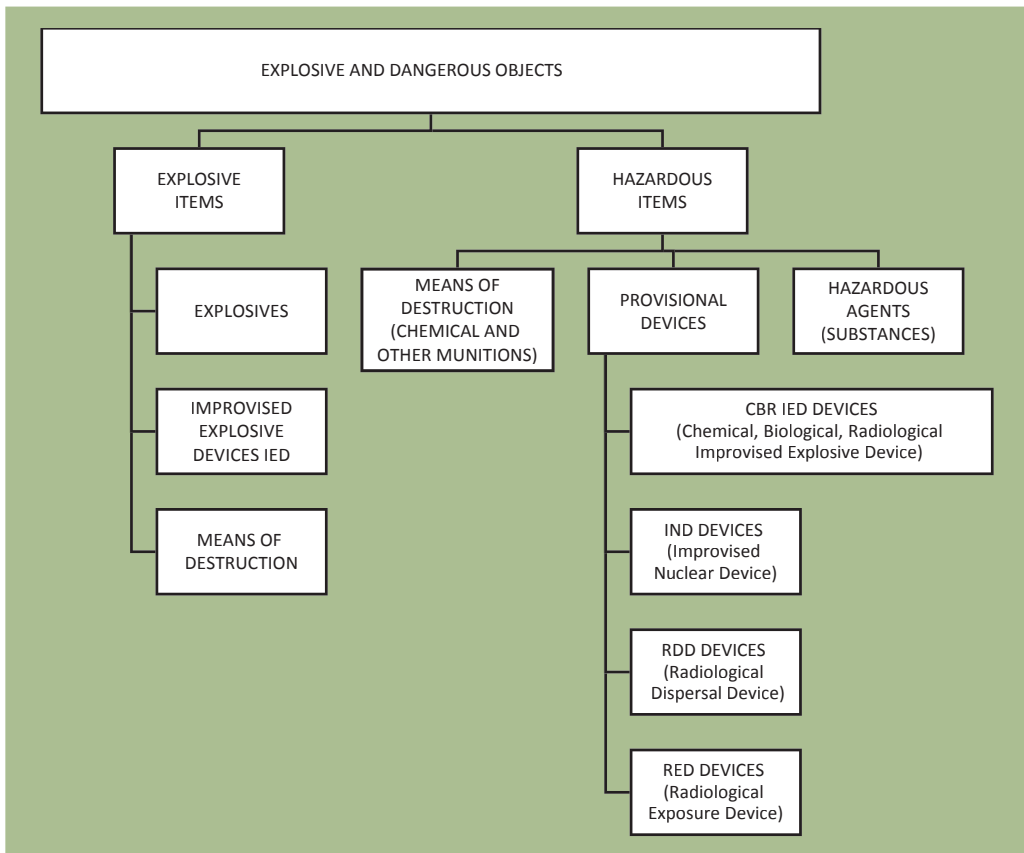 EXPLOSIVE AND DANGEROUS OBJECTS
EXPLOSIVE
ITEMS
HAZARDOUS
ITEMS
EXPLOSIVES
IMPROVISED
EXPLOSIVE
DEVICES IED
MEANS OF
DESTRUCTION
MEANS OF
DESTRUCTION
(CHEMICAL AND
OTHER MUNITIONS)
PROVISIONAL
DEVICES
HAZARDOUS
AGENTS
(SUBSTANCES)
CBR IED DEVICES
(Chemical, Biological, Radiological
Improvised Explosive Device)
IND DEVICES
(Improvised
Nuclear Device)
RDD DEVICES
(Radiological
Dispersal Device)
RED DEVICES
(Radiological
Exposure Device)